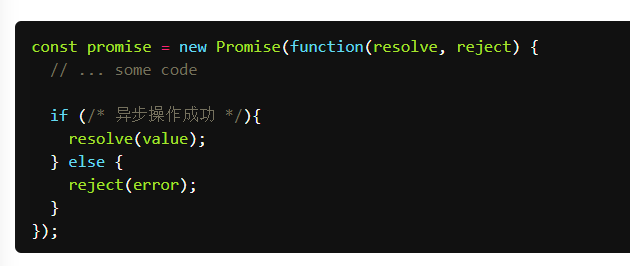 const promise = new Promise(function(resolve, reject) {
  // ... some code

  if (/* 异步操作成功 */){
    resolve(value);
  } else {
    reject(error);
  }
});